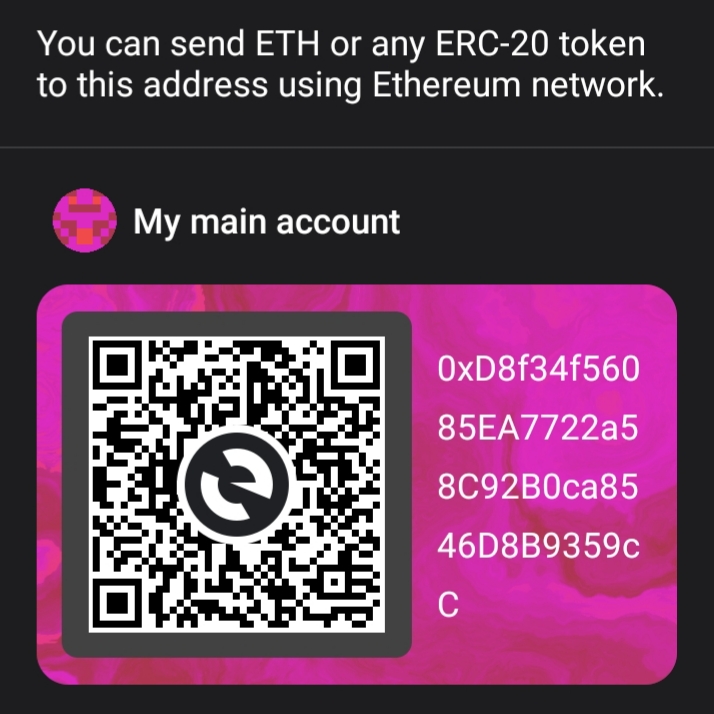 You can send ETH or any ERC-20 token
to this address using Ethereum network.
My main account
0xD8f34f560
85EA7722a5
8C92B0ca85
46D8B9359c
C